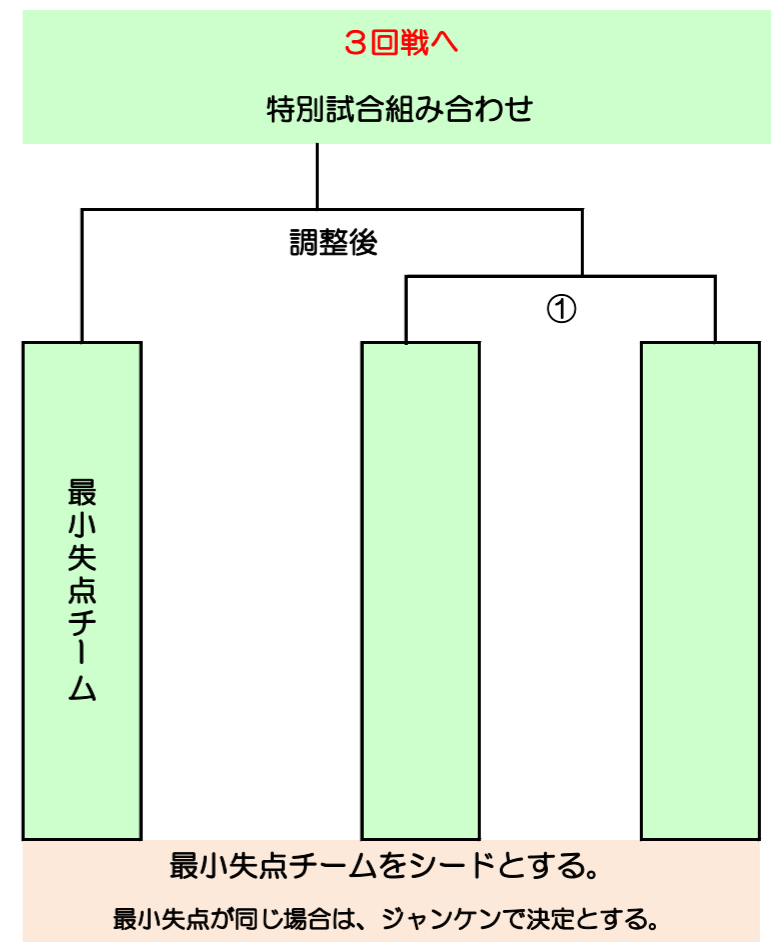 ３回戦へ
特別試合組み合わせ
調整後
①
最小失点チーム
最小失点チームをシードとする。
最小失点が同じ場合は、ジャンケンで決定とする。